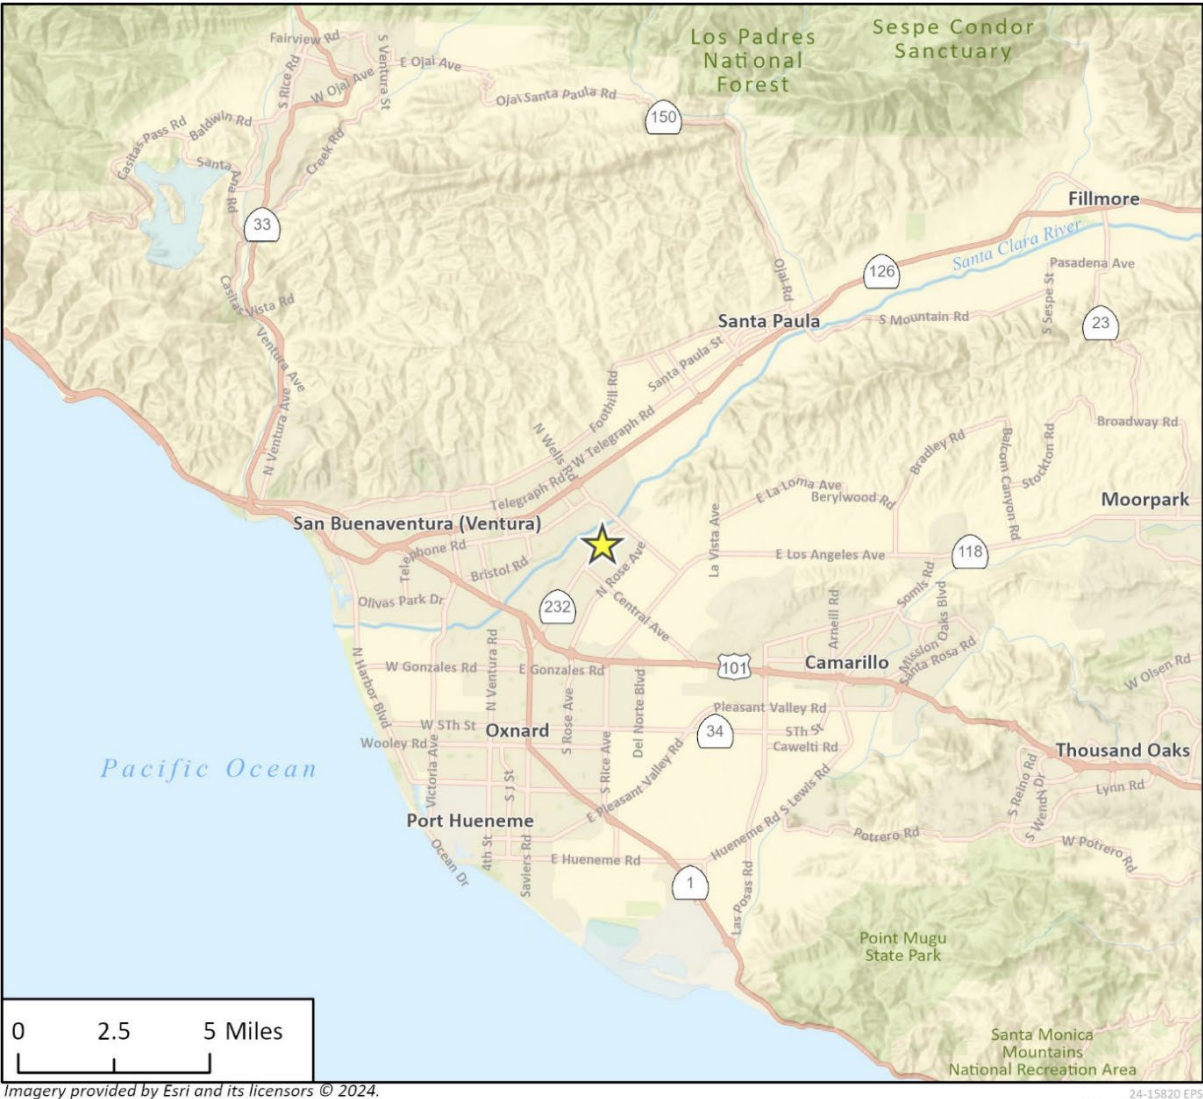 Fairview Rd
S Rice Rd
W Ojai Ave
S Ventura St
E Ojai Ave
Ojai Santa Paula Rd
150
Los Padres
National
Forest
Sespe Condor
Sanctuary
Casitas Pass Rd
Baldwin Rd
Santa Ana Rd
Creek Rd
33
Casitas Vista Rd
Ventura Ave
N Ventura Ave
Ojai Rd
Fillmore
Santa Clara River
126
Pasadena Ave
S Sespe St
23
Santa Paula
S Mountain Rd
Santa Paula St
Foothill Rd
W Telegraph Rd
N Wells Rd
Telegraph Rd
Broadway Rd
Bradley Rd
Balcom Canyon Rd
Stockton Rd
E La Loma Ave
Berylwood Rd
La Vista Ave
Moorpark
San Buenaventura (Ventura)
Telephone Rd
Bristol Rd
N Rose Ave
E Los Angeles Ave
118
Olivas Park Dr
232
Central Ave
Somis Rd
Arneill Rd
Mission Oaks Blvd
Santa Rosa Rd
W Olsen Rd
N Harbor Blvd
W Gonzales Rd
N Ventura Rd
E Gonzales Rd
101
Camarillo
S Rose Ave
Del Norte Blvd
Pleasant Valley Rd
W 5Th St
Oxnard
34
5Th St
Cawelti Rd
Wooley Rd
Victoria Ave
S J St
S Rice Ave
E Pleasant Valley Rd
Thousand Oaks
Pacific Ocean
S Reino Rd
S Wendy Dr
Lynn Rd
Port Hueneme
Hueneme Rd
S Lewis Rd
Potrero Rd
W Potrero Rd
Ocean Dr
4th St
Saviers Rd
E Hueneme Rd
1
Las Posas Rd
Point Mugu
State Park
Santa Monica
Mountains
National Recreation Area
0 2.5 5 Miles
Imagery provided by Esri and its licensors © 2024.
24-15820 EPS